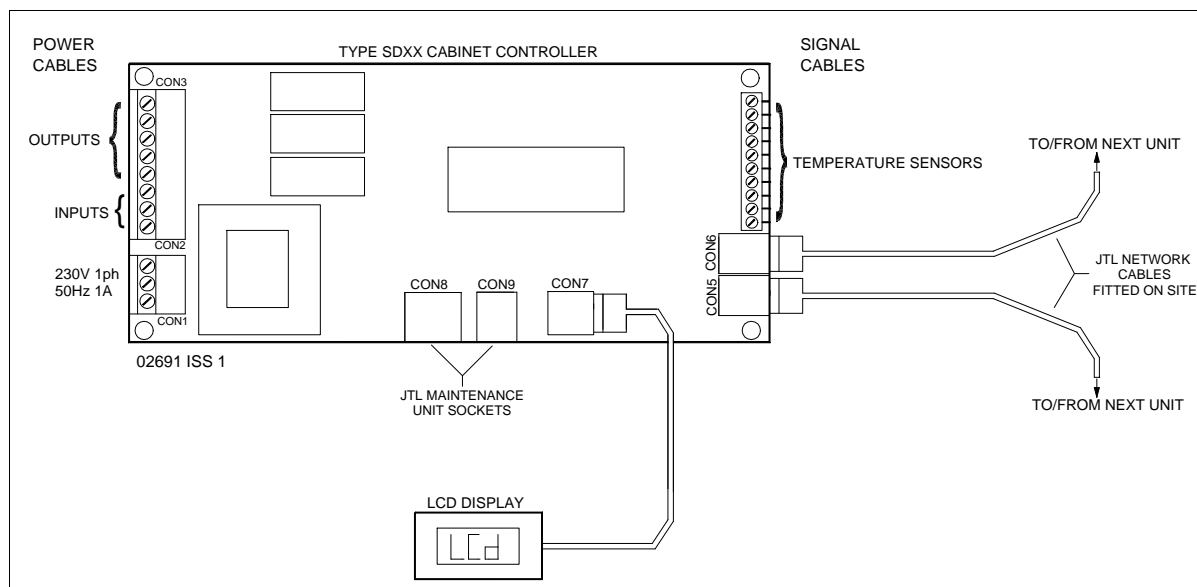 POWER
CABLES
TYPE SDXX CABINET CONTROLLER
SIGNAL
CABLES
CON3
OUTPUTS
INPUTS
CON2
230V 1ph
50Hz 1A
CON1
TEMPERATURE SENSORS
TO/FROM NEXT UNIT
CON6
CON5
JTL NETWORK
CABLES
FITTED ON SITE
CON8
CON9
CON7
02691 ISS 1
JTL MAINTENANCE
UNIT SOCKETS
TO/FROM NEXT UNIT
LCD DISPLAY
LCd